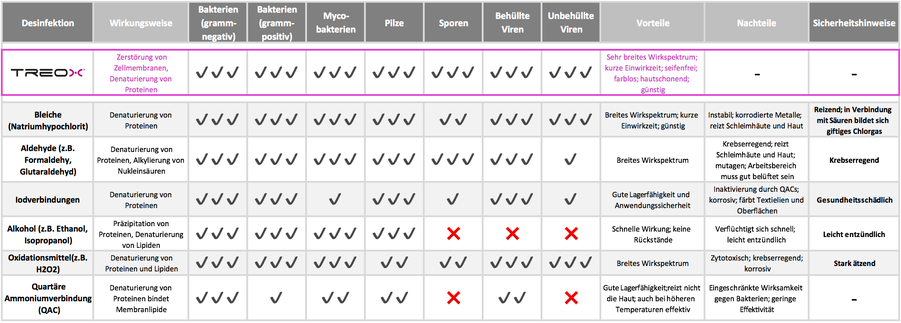 Desinfektion Wirkungsweise Bakterien (gramm-negativ) Bakterien (gramm-positiv) Myco-bakterien Pilze Sporen Behüllte Viren Unbehüllte Viren Vorteile Nachteile Sicherheitshinweise
TREOX
Zerstörung von
Zellmembranen,
Denaturierung von
Proteinen
✓✓✓ ✓✓✓ ✓✓✓ ✓✓✓ ✓✓✓ ✓✓✓ ✓✓✓
Sehr breites Wirkspektrum;
kurze Einwirkzeit; seifenfrei;
farblos; hautschonend;
günstig
– –
Bleiche
(Natriumhypochlorit)
Denaturierung von
Proteinen
✓✓✓ ✓✓✓ ✓✓✓ ✓✓✓ ✓✓ ✓✓✓ ✓✓✓
Breites Wirkspektrum; kurze
Einwirkzeit; günstig
Instabil; korrodierte Metalle;
reizt Schleimhäute und Haut
Reizend; in Verbindung
mit Säuren bildet sich
giftiges Chlorgas
Aldehyde (z.B.
Formaldehy,
Glutaraldehyd)
Denaturierung von
Proteinen, Alkylierung von
Nukleinsäuren
✓✓✓ ✓✓✓ ✓✓✓ ✓✓✓ ✓✓✓ ✓✓ ✓
Breites Wirkspektrum
Krebserregend; reizt
Schleimhäute und Haut;
mutagen; Arbeitsbereich
muss gut belüftet sein
Krebserregend
Iodverbindungen
Denaturierung von
Proteinen
✓✓✓ ✓✓✓ ✓ ✓✓✓ ✓ ✓✓✓ ✓
Gute Lagerfähigkeit und
Anwendungssicherheit
Inaktivierung durch QACs;
korrosiv; färbt Textielien und
Oberflächen
Gesundheitsschädlich
Alkohol (z.B. Ethanol,
Isopropanol)
Präzipitation von
Proteinen, Denaturierung
von Lipiden
✓✓✓ ✓✓✓ ✓✓✓ ✓✓✓ ✗ ✗ ✗
Schnelle Wirkung; keine
Rückstände
Verflüchtigt sich schnell;
leicht entzündlich
Leicht entzündlich
Oxidationsmittel(z.B.
H2O2)
Denaturierung von
Proteinen und Lipiden
✓✓✓ ✓✓✓ ✓✓✓ ✓✓ ✓✓ ✓✓✓ ✓✓✓
Breites Wirkspektrum
Zytotoxisch; krebserregend;
korrosiv
Stark ätzend
Quartäre
Ammoniumverbindung
(QAC)
Denaturierung von
Proteinen bindet
Membranlipide
✓✓✓ ✓ ✓✓ ✓✓ ✗ ✓✓ ✗
Gute Lagerfähigkeit;reizt nicht
die Haut; auch bei höheren
Temperaturen effektiv
Eingeschränkte Wirksamkeit
gegen Bakterien; geringe
Effektivität
–